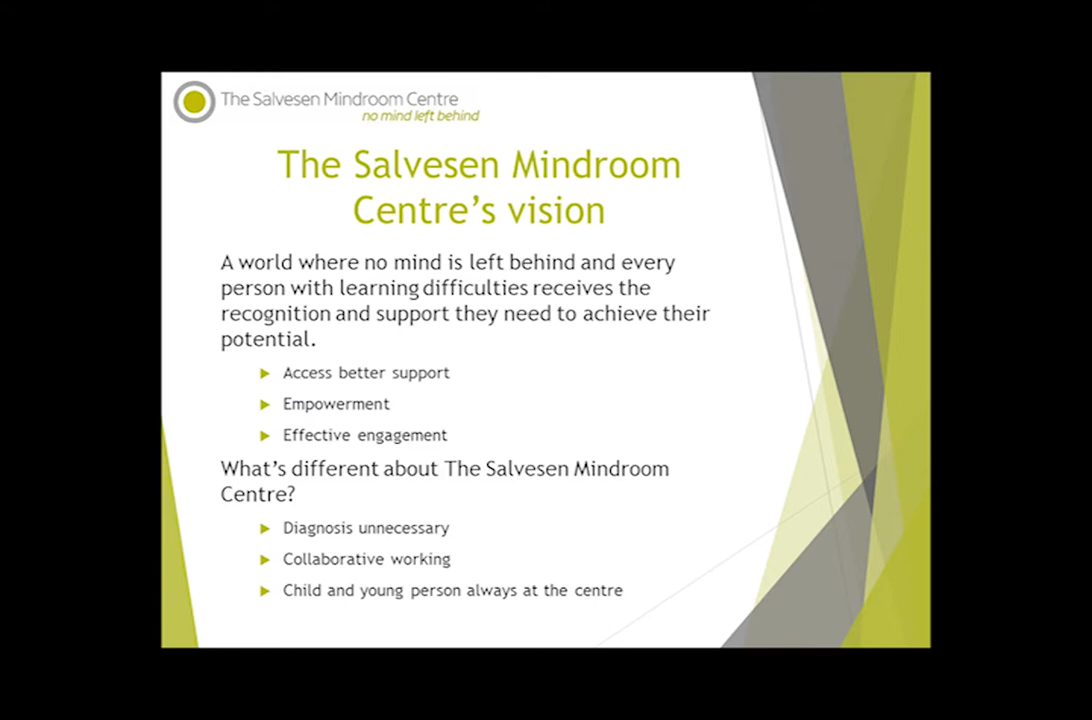 The Salvesen Mindroom Centre
no mind left behind
The Salvesen Mindroom
Centre's vision
A world where no mind is left behind and every
person with learning difficulties receives the
recognition and support they need to achieve their
potential.
Access better support
Empowerment
Effective engagement
What's different about The Salvesen Mindroom
Centre?
Diagnosis unnecessary
Collaborative working
Child and young person always at the centre